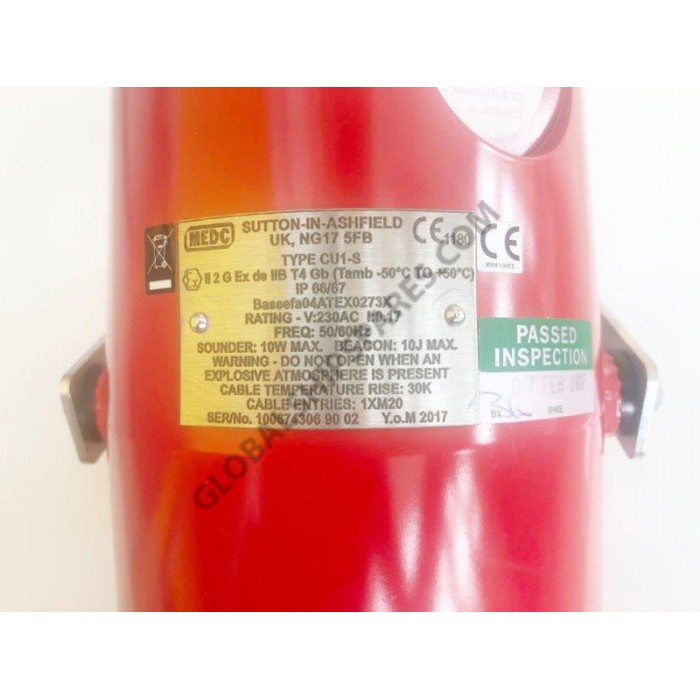 MEDC SUTTON-IN-ASHFIELD
UK, NG17 5FB
CE 1180
CE
TYPE CU1-S
Ex II 2 G Ex de IIB T4 Gb (Tamb -50°C TO +50°C)
IP 66/67
Baseefa04ATEX0273X
RATING - V:230AC I:0.17
FREQ: 50/60Hz
SOUNDER: 10W MAX. BEACON: 10J MAX.
WARNING - DO NOT OPEN WHEN AN
EXPLOSIVE ATMOSPHERE IS PRESENT
CABLE TEMPERATURE RISE: 30K
CABLE ENTRIES: 1XM20
SER/No. 100674306 90 02 Y.o.M 2017
PASSED
INSPECTION
FEB
DATE